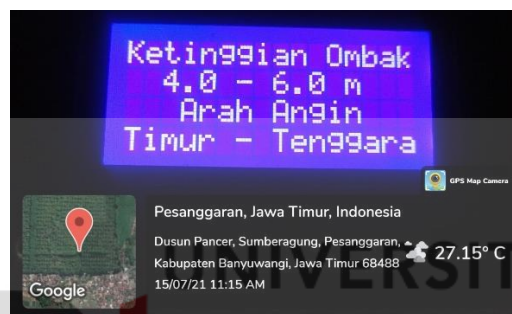 Ketinggian Ombak
4.0 - 6.0 m
Arah Angin
Timur - Tenggara
GPS Map Camera
Pesanggaran, Jawa Timur, Indonesia
Dusun Pancer, Sumberagung, Pesanggaran,
Kabupaten Banyuwangi, Jawa Timur 68488
15/07/21 11:15 AM
27.15° C
Google
UNIVERSIT